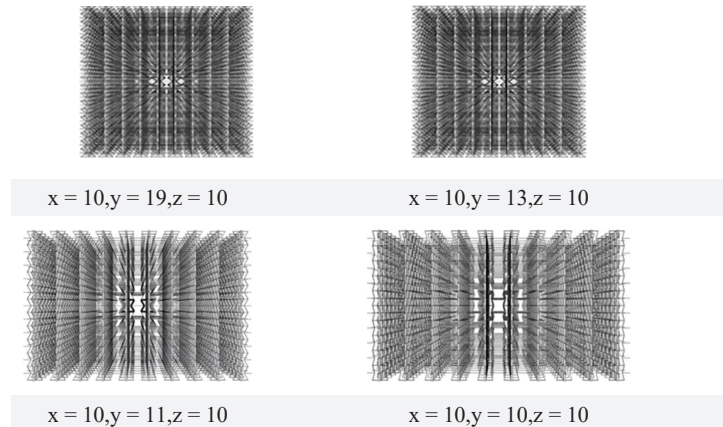 x = 10,y = 19,z = 10
x = 10,y = 13,z = 10
x = 10,y = 11,z = 10
x = 10,y = 10,z = 10